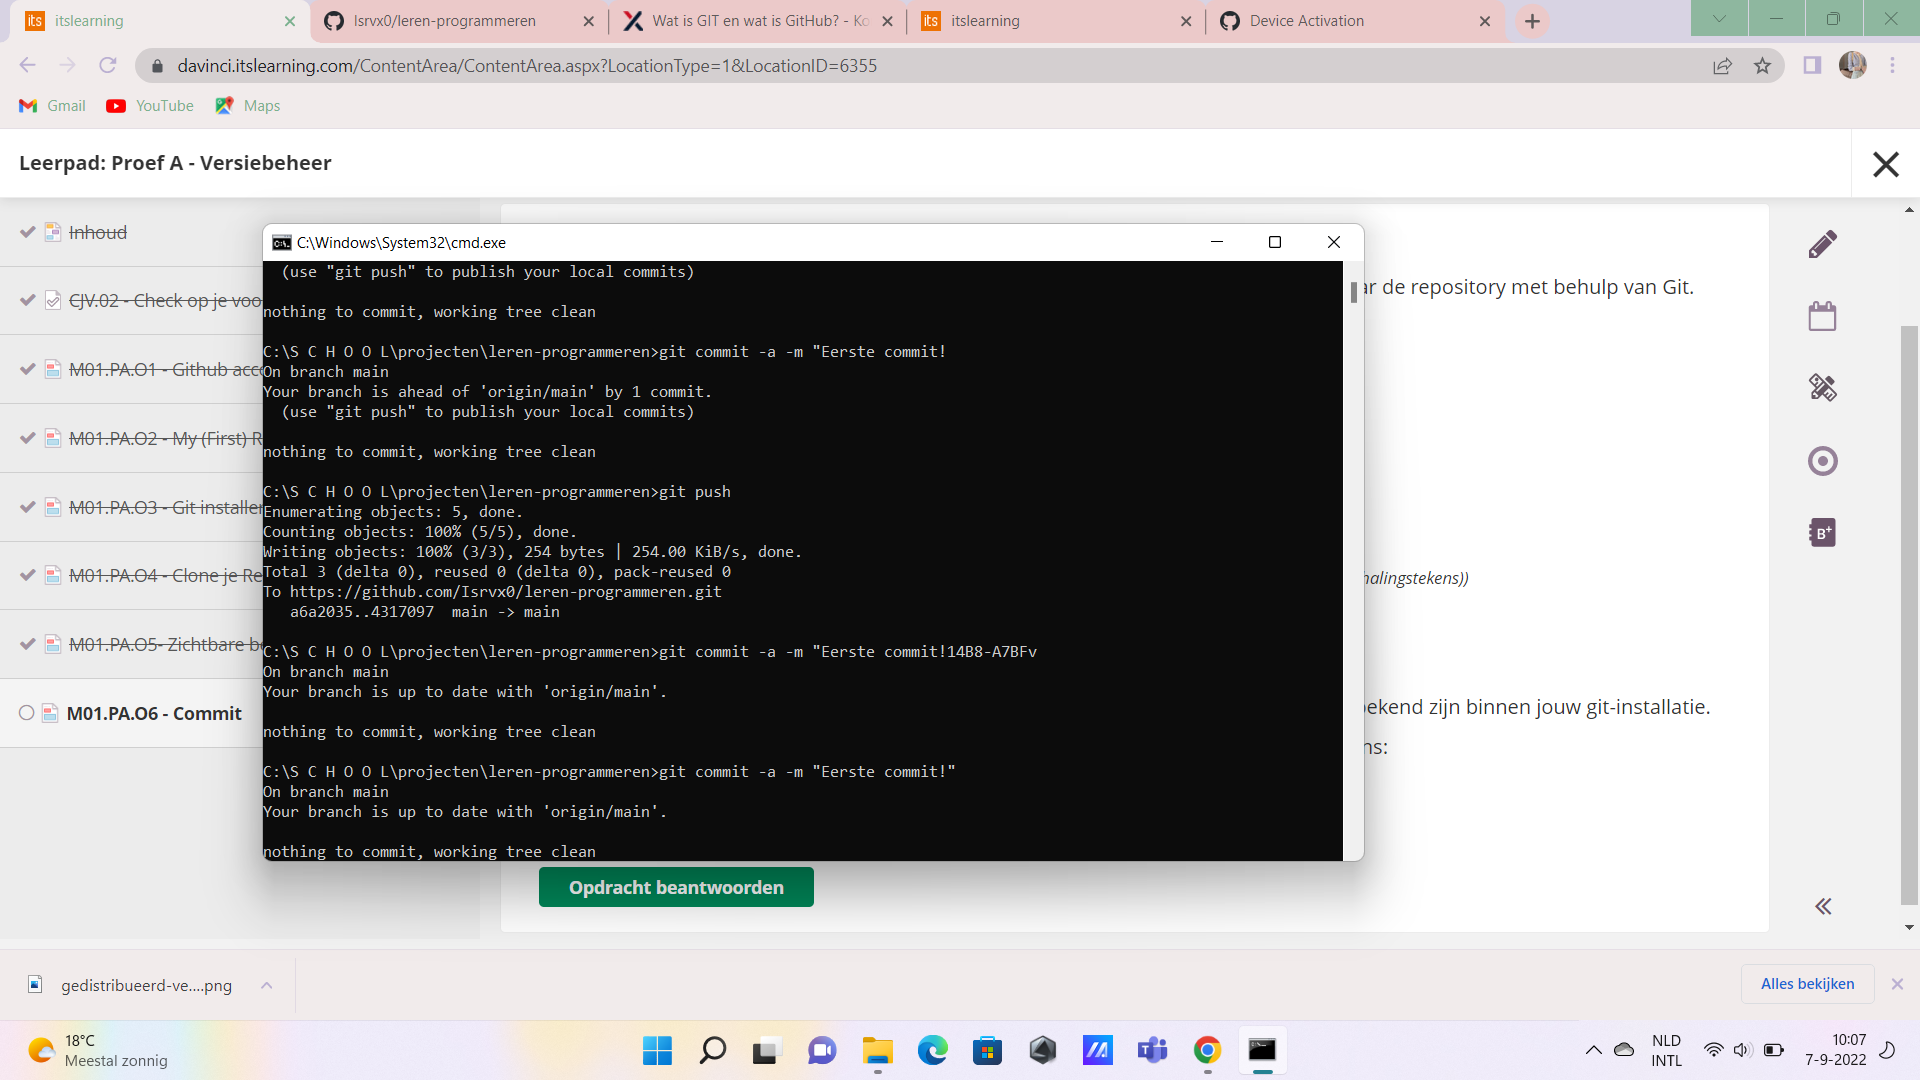 itslearning
Isrvx0/leren-programmeren
Wat is GIT en wat is GitHub? - Ko
itslearning
Device Activation
davinci.itslearning.com/ContentArea/ContentArea.aspx?LocationType=1&LocationID=6355
Gmail
YouTube
Maps
Leerpad: Proef A - Versiebeheer
Inhoud
CJV.02 - Check op je voo
M01.PA.O1 - Github acc
M01.PA.O2 - My (First) R
M01.PA.O3 - Git installe
M01.PA.O4 - Clone je Re
M01.PA.O5- Zichtbare be
M01.PA.O6 - Commit
ar de repository met behulp van Git.
halingstekens))
bekend zijn binnen jouw git-installatie.
ns:
C:\Windows\System32\cmd.exe
(use "git push" to publish your local commits)
nothing to commit, working tree clean
C:\S C H O O L\projecten\leren-programmeren>git commit -a -m "Eerste commit!
On branch main
Your branch is ahead of 'origin/main' by 1 commit.
(use "git push" to publish your local commits)
nothing to commit, working tree clean
C:\S C H O O L\projecten\leren-programmeren>git push
Enumerating objects: 5, done.
Counting objects: 100% (5/5), done.
Writing objects: 100% (3/3), 254 bytes | 254.00 KiB/s, done.
Total 3 (delta 0), reused 0 (delta 0), pack-reused 0
To https://github.com/Isrvx0/leren-programmeren.git
a6a2035..4317097  main -> main
C:\S C H O O L\projecten\leren-programmeren>git commit -a -m "Eerste commit!14B8-A7BFv
On branch main
Your branch is up to date with 'origin/main'.
nothing to commit, working tree clean
C:\S C H O O L\projecten\leren-programmeren>git commit -a -m "Eerste commit!"
On branch main
Your branch is up to date with 'origin/main'.
nothing to commit, working tree clean
Opdracht beantwoorden
gedistribueerd-ve....png
Alles bekijken
18°C
Meestal zonnig
NLD
INTL
10:07
7-9-2022